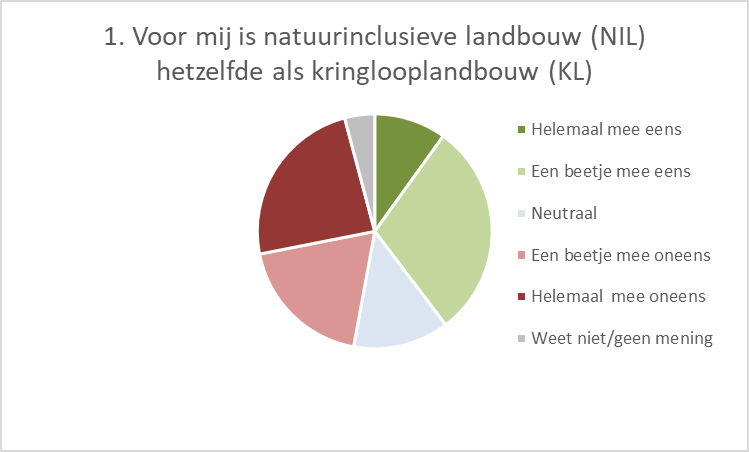 1. Voor mij is natuurinclusieve landbouw (NIL)
hetzelfde als kringlooplandbouw (KL)
Helemaal mee eens
Een beetje mee eens
Neutraal
Een beetje mee oneens
Helemaal  mee oneens
Weet niet/geen mening